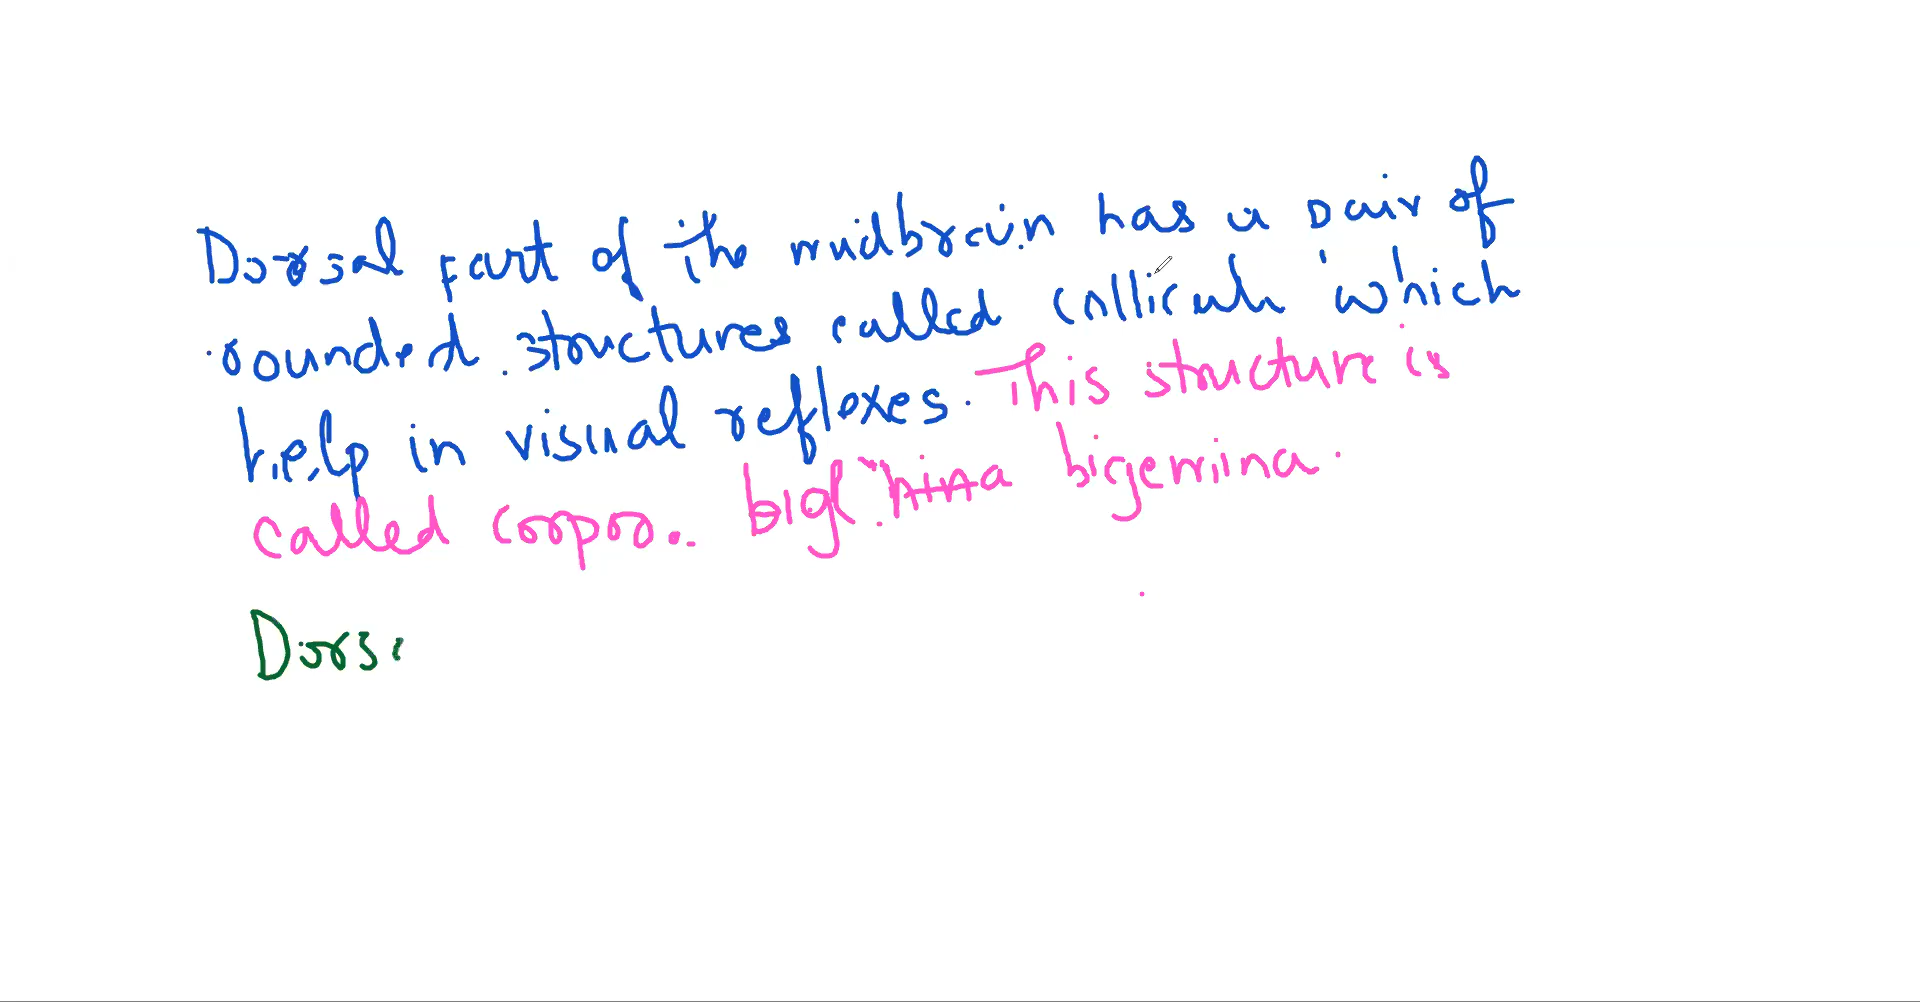 Dorsal part of the midbrain has a pair of
rounded structures called colliculi which
help in visual reflexes. This structure is
called corpora bigemina.
Dorsa